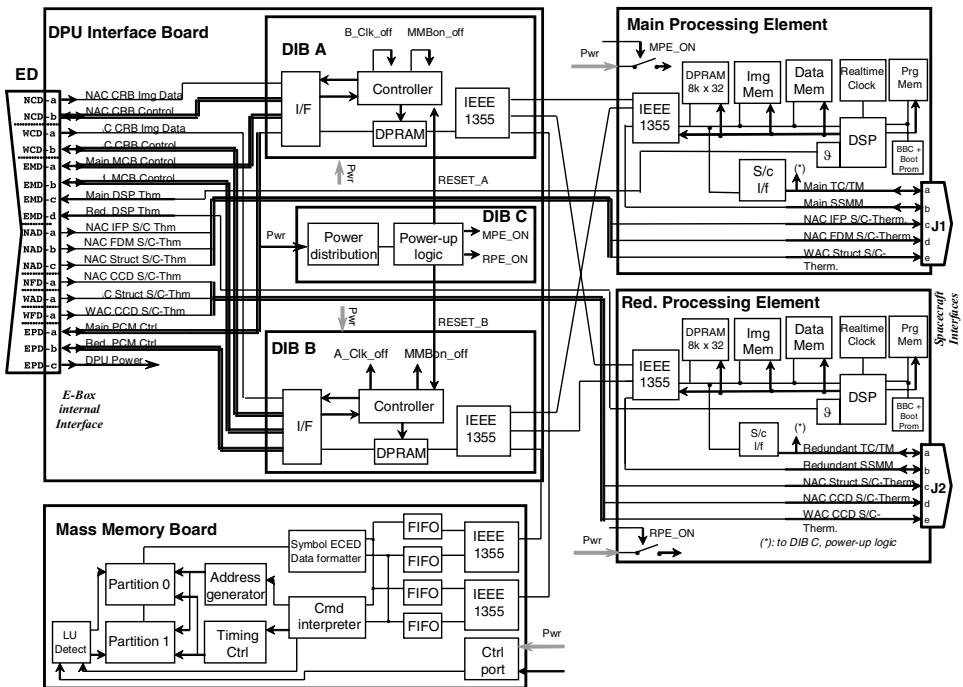 DPU Interface Board
ED
NCD-a
NCD-b
WCD-a
WCD-b
EMD-a
EMD-b
EMD-c
EMD-d
NAD-a
NAD-b
NAD-c
NFD-a
WAD-a
WFD-a
EPD-a
EPD-b
EPD-c
NAC CRB Img Data
NAC CRB Control
C CRB Img Data
C CRB Control
Main MCB Control
MCB Control
Main DSP Thm
Red. DSP Thm
NAC IFP S/C Thm
NAC FDM S/C-Thm
NAC Struct S/C-Thm
NAC CCD S/C-Thm
C Struct S/C-Thm
WAC CCD S/C-Thm
Main PCM Ctrl
Red. PCM Ctrl
DPU Power
E-Box
internal
Interface
DIB A
B_Clk_off
MMBon_off
Controller
I/F
DPRAM
IEEE
1355
Pwr
RESET_A
DIB C
Pwr
Power
distribution
Power-up
logic
MPE_ON
RPE_ON
Pwr
RESET_B
DIB B
A_Clk_off
MMBon_off
Controller
I/F
DPRAM
IEEE
1355
Main Processing Element
Pwr
MPE_ON
IEEE
1355
DPRAM
8k x 32
Img
Mem
Data
Mem
Realtime
Clock
Prg
Mem
DSP
ϑ
BBC +
Boot
Prom
S/c
I/f
(*)
Main TC/TM
Main SSMM
NAC IFP S/C-Therm.
NAC FDM S/C-Therm
WAC Struct S/C-
Therm.
a
b
c
d
e
J1
Spacecraft
Interfaces
Red. Processing Element
IEEE
1355
DPRAM
8k x 32
Img
Mem
Data
Mem
Realtime
Clock
Prg
Mem
DSP
ϑ
BBC +
Boot
Prom
S/c
I/f
(*)
Redundant TC/TM
Redundant SSMM
NAC Struct S/C-Therm
NAC CCD S/C-Therm
WAC CCD S/C-
Therm.
a
b
c
d
e
J2
Pwr
RPE_ON
(*): to DIB C, power-up logic
Mass Memory Board
Symbol ECED
Data formatter
FIFO
FIFO
FIFO
FIFO
IEEE
1355
IEEE
1355
Partition 0
Address
generator
Cmd
interpreter
LU
Detect
Partition 1
Timing
Ctrl
Ctrl
port
Pwr